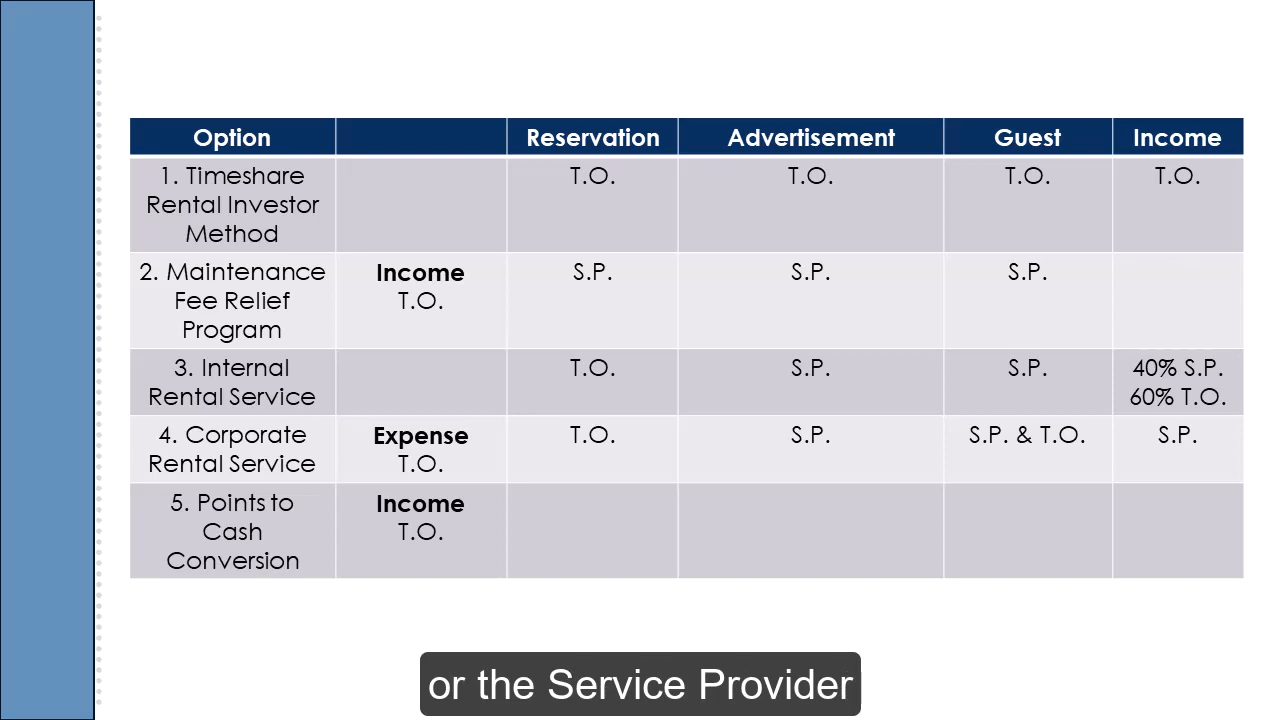 Option Reservation Advertisement Guest Income
1. Timeshare
Rental Investor
Method
T.O. T.O. T.O. T.O.
2. Maintenance
Fee Relief
Program
Income
T.O.
S.P. S.P. S.P.
3. Internal
Rental Service
T.O. S.P. S.P.
40% S.P.
60% T.O.
4. Corporate
Rental Service
Expense
T.O.
T.O. S.P. S.P. & T.O. S.P.
5. Points to
Cash
Conversion
Income
T.O.
or the Service Provider